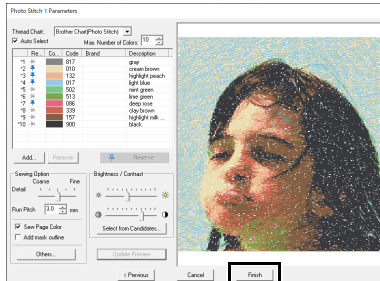 Photo Stitch 1 Parameters
Thread Chart: Brother Chart(Photo Stitch)
Auto Select Max. Number of Colors: 10
Re... Co... Code Brand Description
*1 817 gray
*2 010 cream brown
*3 132 highlight peach
*4 017 light blue
*5 502 mint green
*6 513 lime green
*7 086 deep rose
*8 339 clay brown
*9 157 highlight milk ...
*10 900 black
Add... Remove Reserve
Sewing Option
Coarse Fine
Detail
Run Pitch 3.0 mm
Sew Page Color
Add mask outline
Others...
Brightness / Contrast
Select from Candidates...
Update Preview
< Previous Cancel Finish